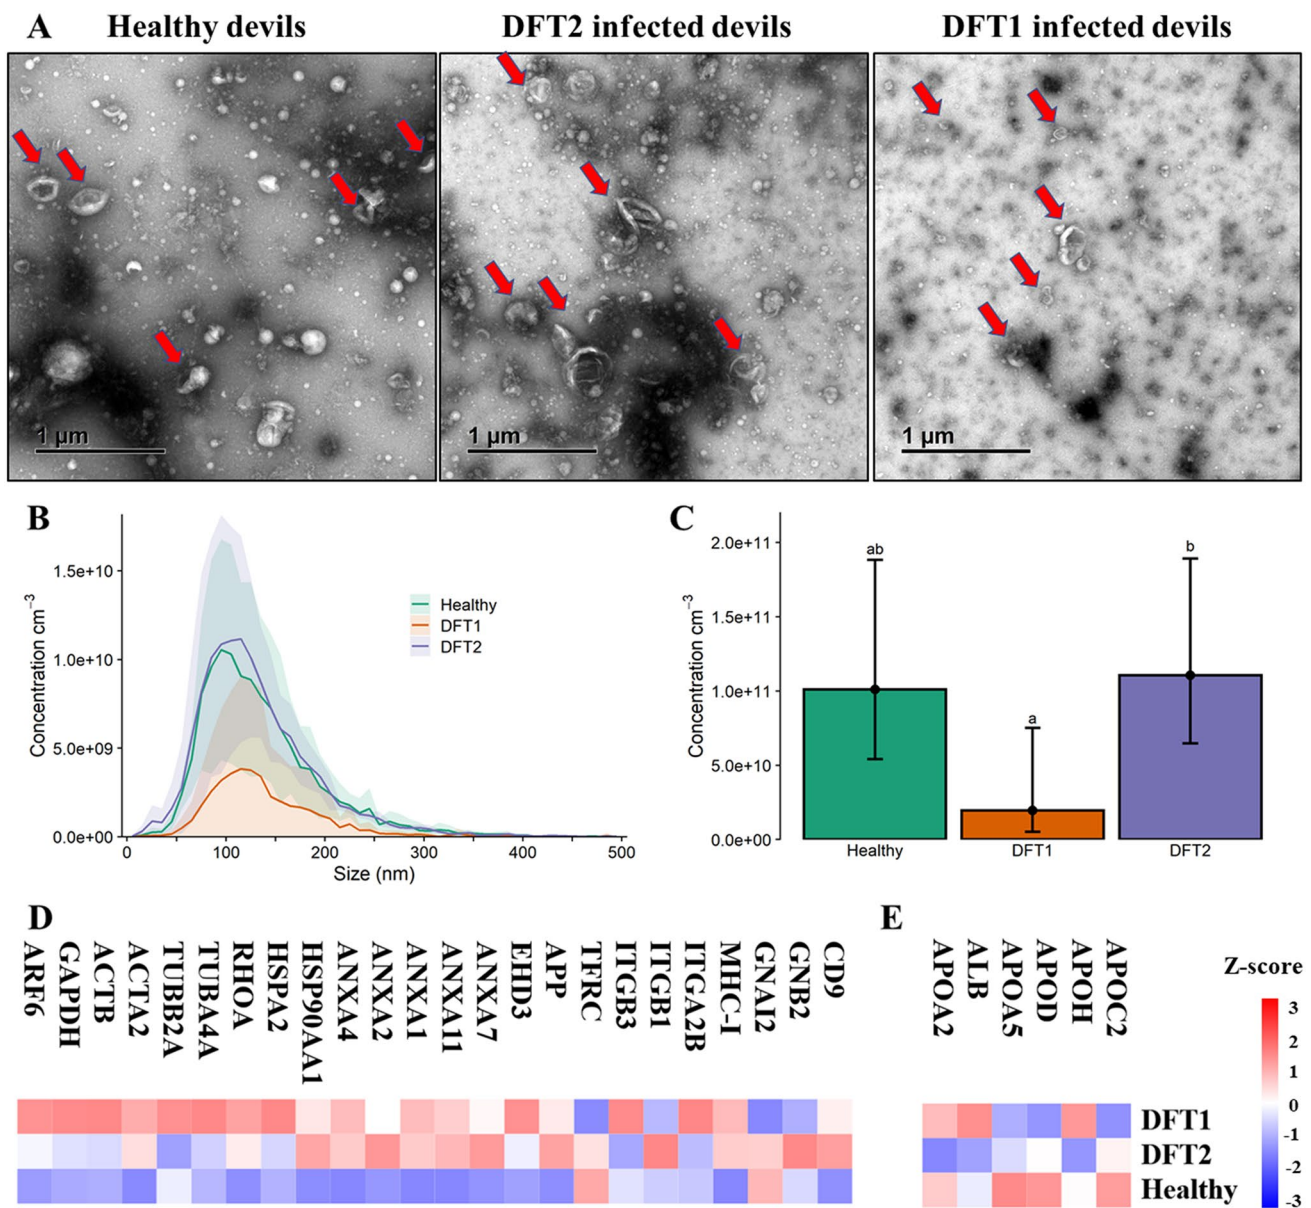 A
Healthy devils
DFT2 infected devils
DFT1 infected devils
1 µm
1 µm
1 µm
B
Concentration cm⁻³
1.5e+10
1.0e+10
5.0e+09
0.0e+00
0 100 200 300 400 500
Size (nm)
Healthy
DFT1
DFT2
C
Concentration cm⁻³
2.0e+11
1.5e+11
1.0e+11
5.0e+10
0.0e+00
ab
a
b
Healthy DFT1 DFT2
D
ARF6
GAPDH
ACTB
ACTA2
TUBB2A
TUBA4A
RHOA
HSPA2
HSP90AA1
ANXA4
ANXA2
ANXA1
ANXA11
ANXA7
EHD3
APP
TFRC
ITGB3
ITGB1
ITGA2B
MHC-I
GNAI2
GNB2
CD9
E
APOA2
ALB
APOA5
APOD
APOH
APOC2
DFT1
DFT2
Healthy
Z-score
3
2
1
0
-1
-2
-3